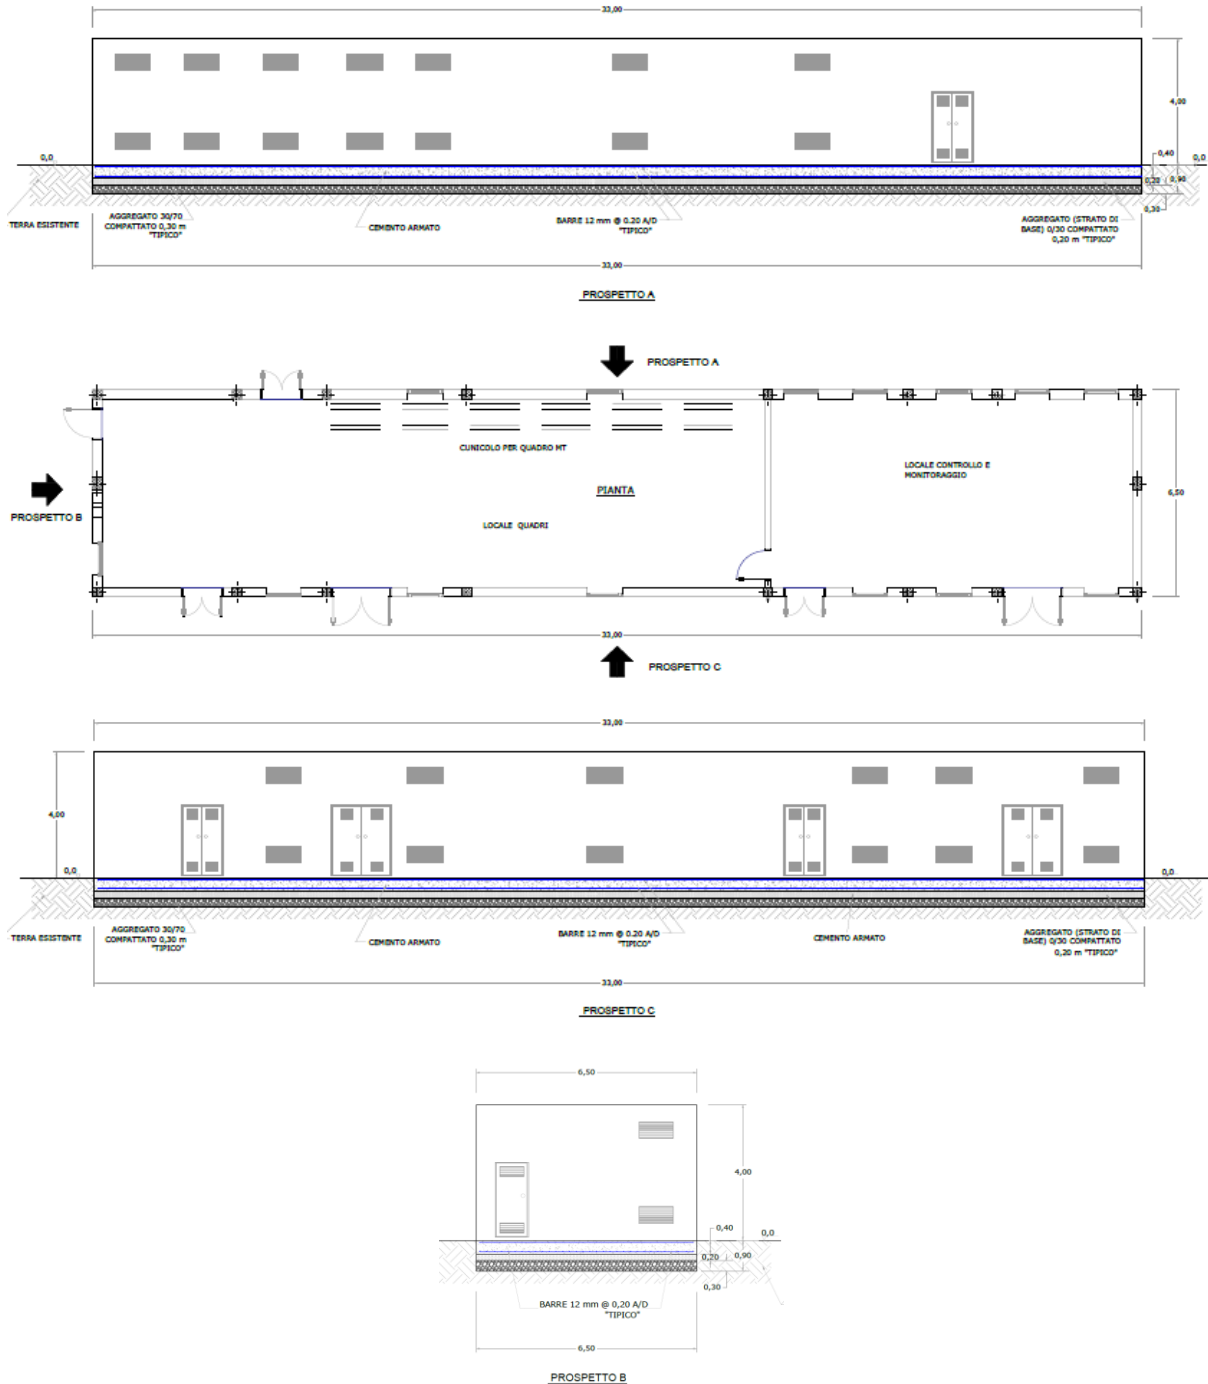 33,00
4,00
0,0
0,0
0,40
0,20
0,90
0,30
TERRA ESISTENTE
AGGREGATO 30/70
COMPATTATO 0,30 m
"TIPICO"
CEMENTO ARMATO
BARRE 12 mm @ 0.20 A/D
"TIPICO"
AGGREGATO (STRATO DI
BASE) 0/30 COMPATTATO
0,20 m "TIPICO"
33,00
PROSPETTO A
PROSPETTO A
CUNICOLO PER QUADRO MT
LOCALE CONTROLLO E
MONITORAGGIO
PIANTA
6,50
PROSPETTO B
LOCALE QUADRI
33,00
PROSPETTO C
33,00
4,00
0,0
0,0
TERRA ESISTENTE
AGGREGATO 30/70
COMPATTATO 0,30 m
"TIPICO"
CEMENTO ARMATO
BARRE 12 mm @ 0.20 A/D
"TIPICO"
CEMENTO ARMATO
AGGREGATO (STRATO DI
BASE) 0/30 COMPATTATO
0,20 m "TIPICO"
33,00
PROSPETTO C
6,50
4,00
0,40
0,0
0,20
0,90
0,30
BARRE 12 mm @ 0,20 A/D
"TIPICO"
6,50
PROSPETTO B